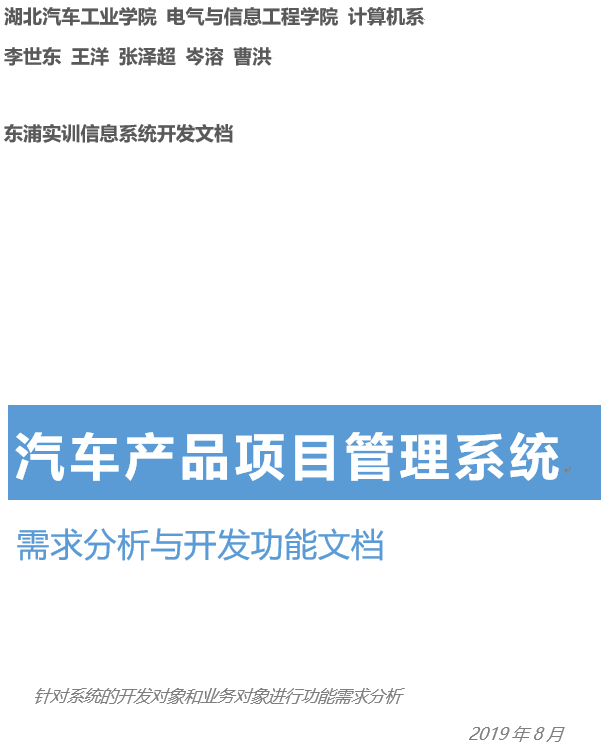 湖北汽车工业学院 电气与信息工程学院 计算机系
李世东 王洋 张泽超 岑溶 曹洪
东浦实训信息系统开发文档
汽车产品项目管理系统
需求分析与开发功能文档
针对系统的开发对象和业务对象进行功能需求分析
2019 年 8 月